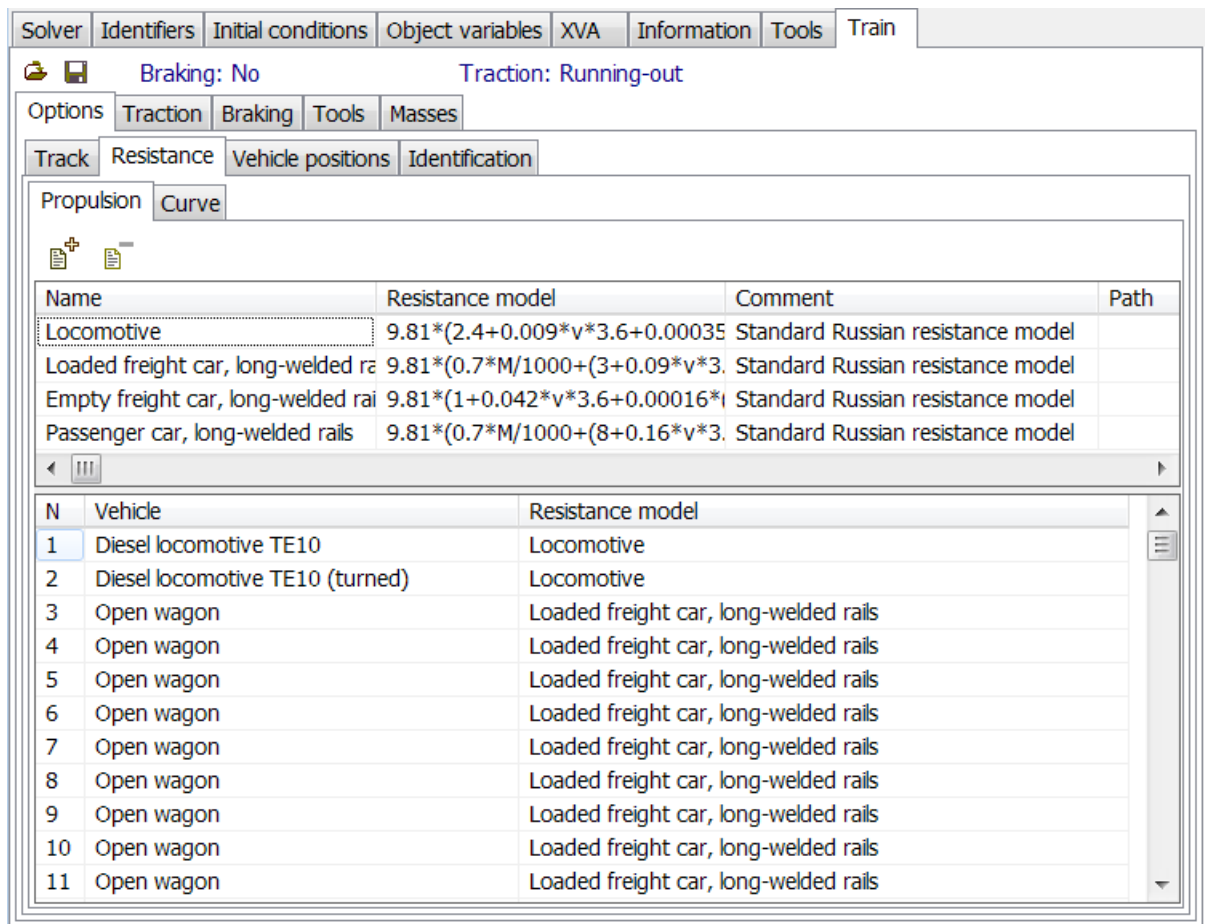 Solver Identifiers Initial conditions Object variables XVA Information Tools Train
Braking: No Traction: Running-out
Options Traction Braking Tools Masses
Track Resistance Vehicle positions Identification
Propulsion Curve
Name Resistance model Comment Path
Locomotive 9.81*(2.4+0.009*v*3.6+0.00035 Standard Russian resistance model
Loaded freight car, long-welded ra 9.81*(0.7*M/1000+(3+0.09*v*3. Standard Russian resistance model
Empty freight car, long-welded rai 9.81*(1+0.042*v*3.6+0.00016*( Standard Russian resistance model
Passenger car, long-welded rails 9.81*(0.7*M/1000+(8+0.16*v*3. Standard Russian resistance model
N Vehicle Resistance model
1 Diesel locomotive TE10 Locomotive
2 Diesel locomotive TE10 (turned) Locomotive
3 Open wagon Loaded freight car, long-welded rails
4 Open wagon Loaded freight car, long-welded rails
5 Open wagon Loaded freight car, long-welded rails
6 Open wagon Loaded freight car, long-welded rails
7 Open wagon Loaded freight car, long-welded rails
8 Open wagon Loaded freight car, long-welded rails
9 Open wagon Loaded freight car, long-welded rails
10 Open wagon Loaded freight car, long-welded rails
11 Open wagon Loaded freight car, long-welded rails